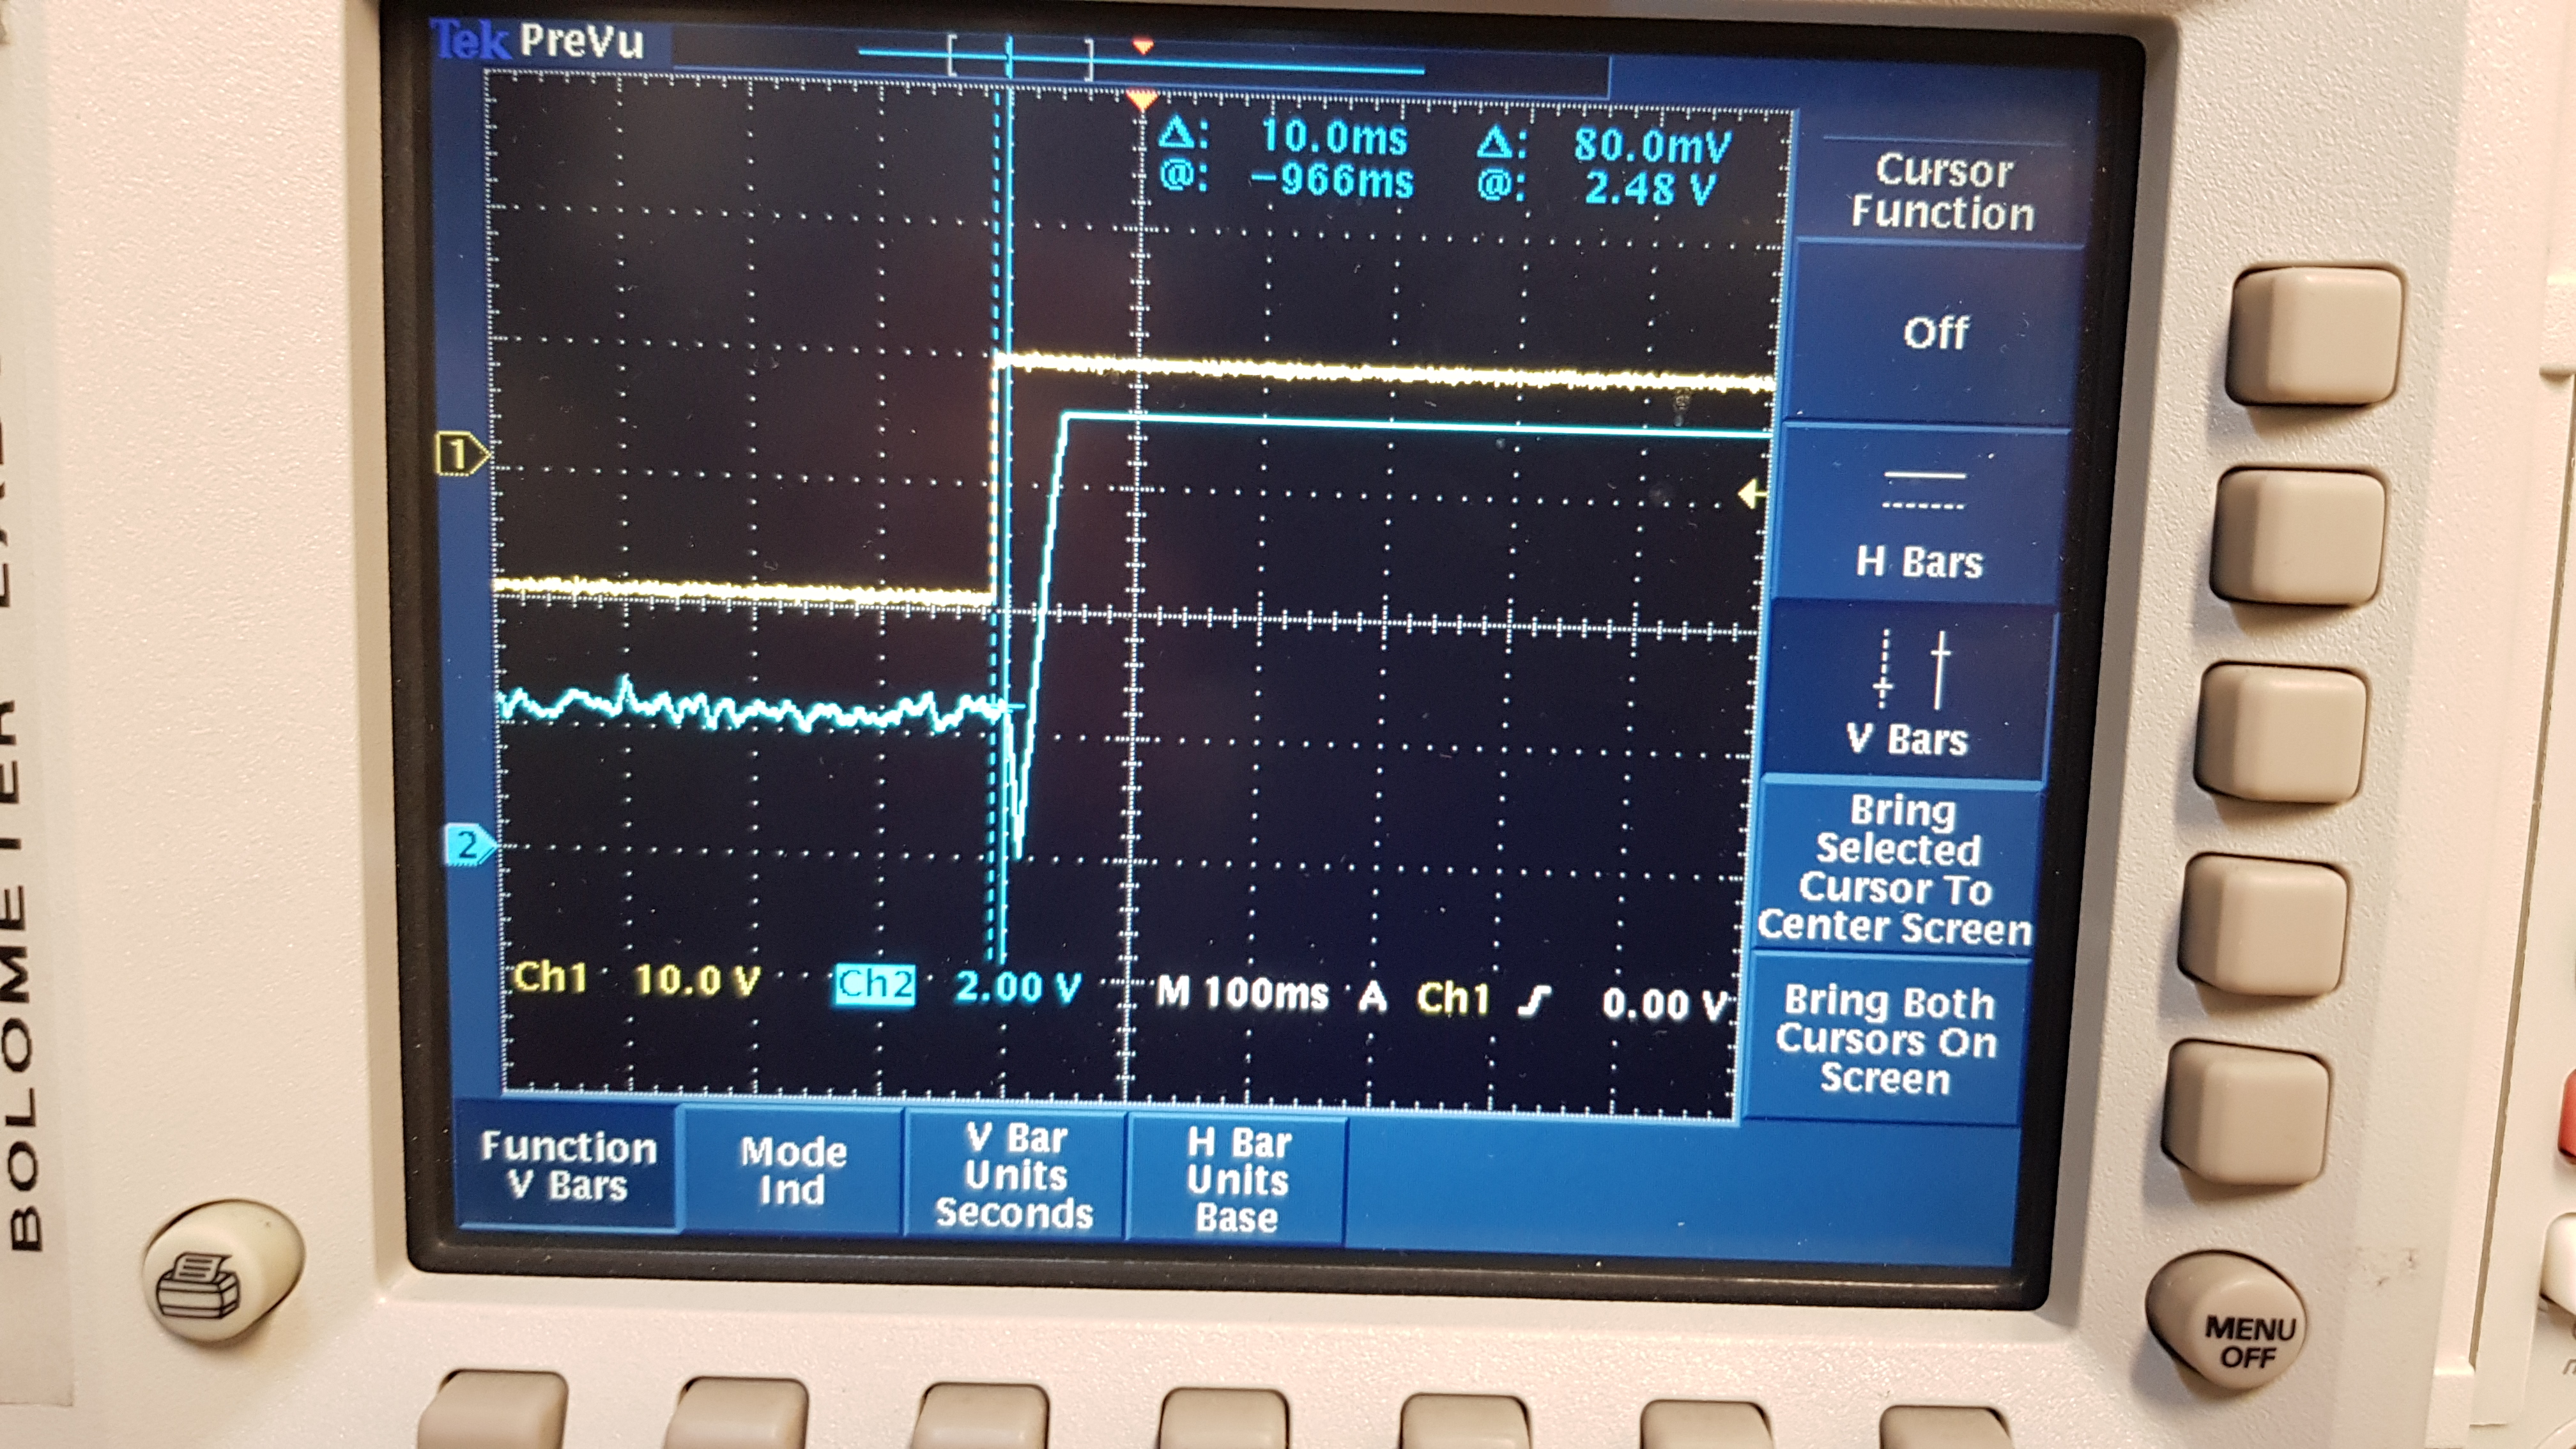 Tek PreVu
Δ: 10.0ms Δ: 80.0mV
@: -966ms @: 2.48 V
Cursor
Function
Off
1
H Bars
V Bars
2
Bring
Selected
Cursor To
Center Screen
Ch1 10.0 V Ch2 2.00 V M 100ms A Ch1 0.00 V
Bring Both
Cursors On
Screen
Function
V Bars
Mode
Ind
V Bar
Units
Seconds
H Bar
Units
Base
MENU
OFF
BOLOMETER